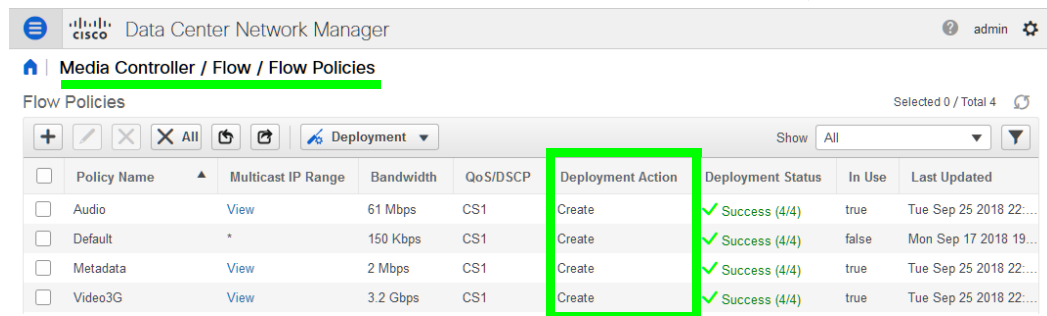 cisco Data Center Network Manager admin
Media Controller / Flow / Flow Policies
Flow Policies Selected 0 / Total 4
All Deployment Show All
Policy Name Multicast IP Range Bandwidth QoS/DSCP Deployment Action Deployment Status In Use Last Updated
Audio View 61 Mbps CS1 Create Success (4/4) true Tue Sep 25 2018 22:...
Default * 150 Kbps CS1 Create Success (4/4) false Mon Sep 17 2018 19...
Metadata View 2 Mbps CS1 Create Success (4/4) true Tue Sep 25 2018 22:...
Video3G View 3.2 Gbps CS1 Create Success (4/4) true Tue Sep 25 2018 22:...